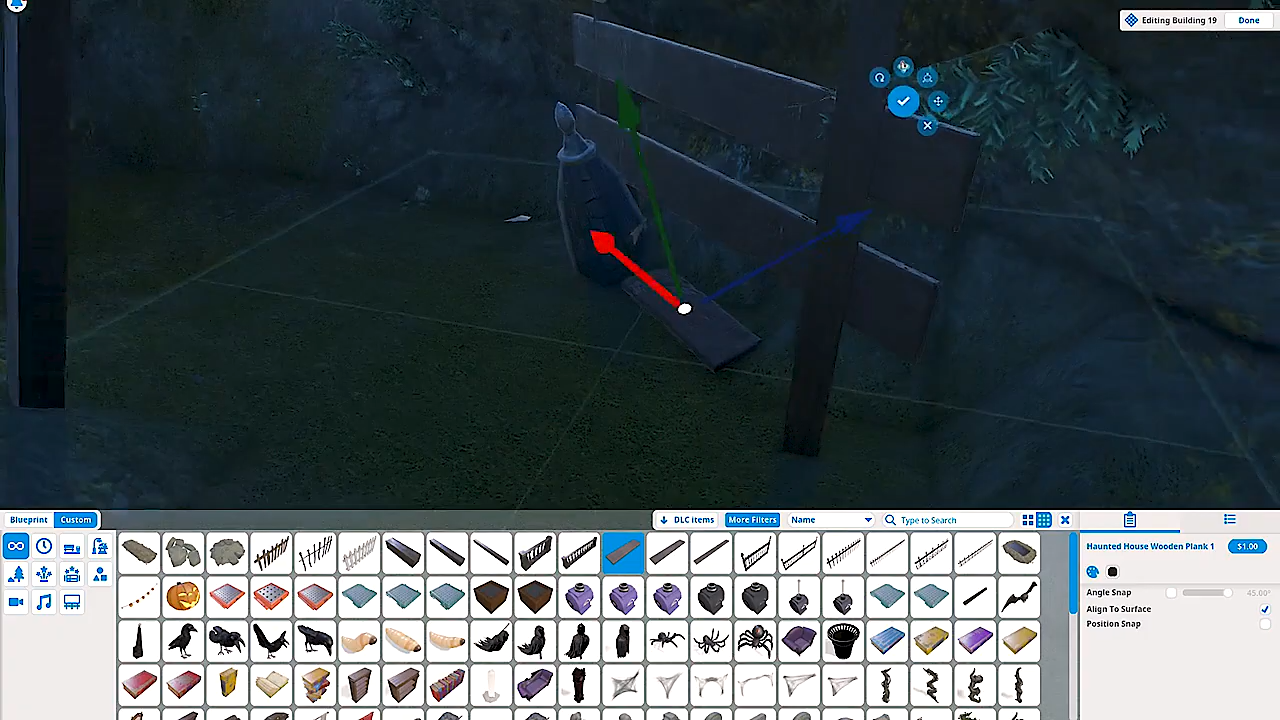 Editing Building 19
Done
Blueprint
Custom
DLC items
More Filters
Name
Type to Search
Haunted House Wooden Plank 1
$1.00
Angle Snap
45.00°
Align To Surface
Position Snap